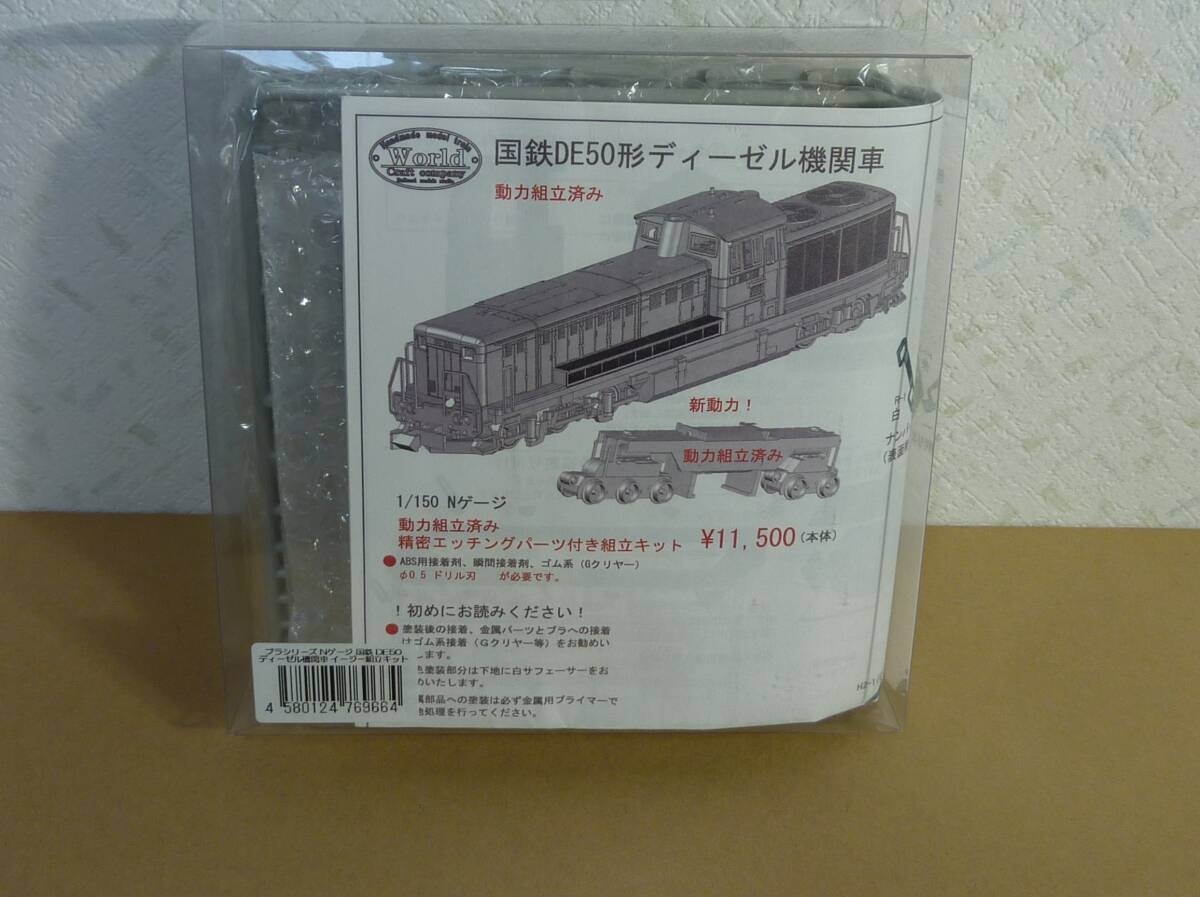 Handmade model train
World
Craft company
国鉄DE50形ディーゼル機関車
動力組立済み
新動力！
動力組立済み
1/150 Nゲージ
動力組立済み
精密エッチングパーツ付き組立キット ¥11,500(本体)
●ABS用接着剤、瞬間接着剤、ゴム系(Gクリヤー)
φ0.5 ドリル刃 が必要です。
！初めにお読みください！
●塗装後の接着、金属パーツとプラへの接着
はゴム系接着(Gクリヤー等)をお勧めい
します。
色塗装部分は下地に白サフェーサーをお
いたします。
部品への塗装は必ず金属用プライマーで
処理を行ってください。
プラシリーズ Nゲージ 国鉄 DE50
ディーゼル機関車 イージー組立キット
4 580124 769664
白
H2-1